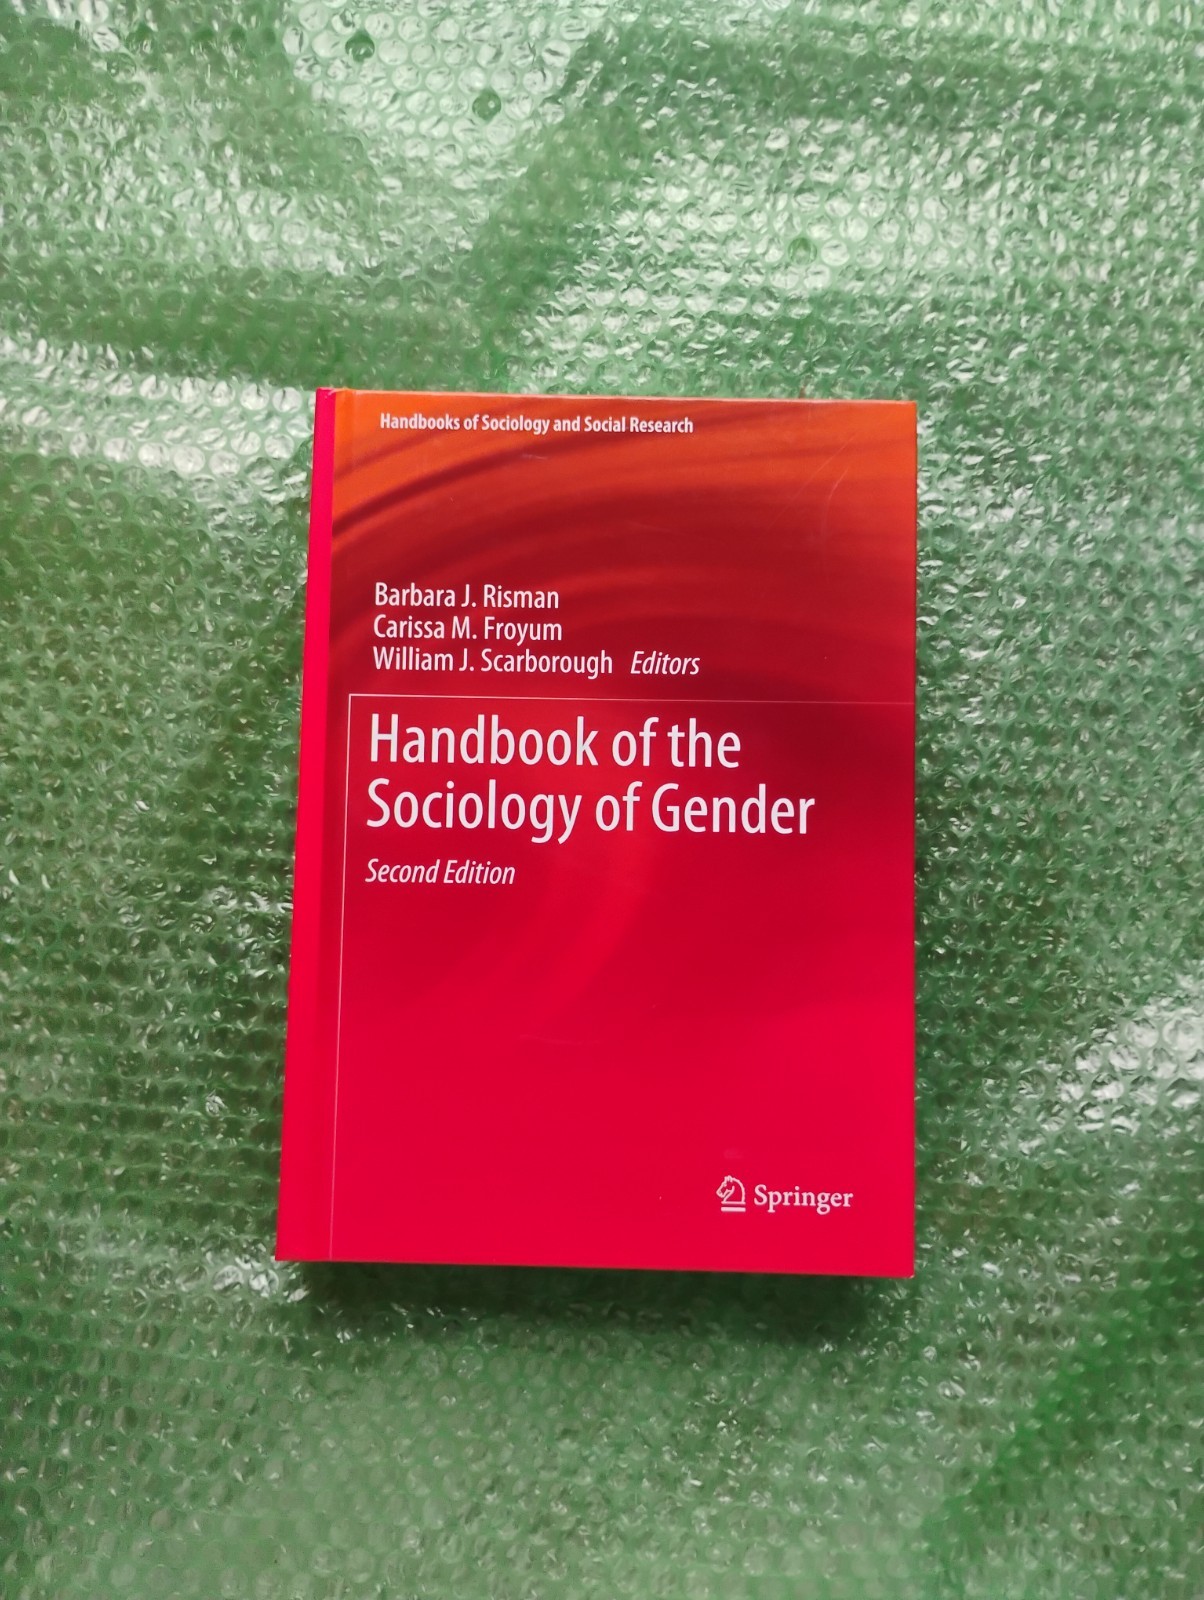 Handbooks of Sociology and Social Research
Barbara J. Risman
Carissa M. Froyum
William J. Scarborough Editors
Handbook of the
Sociology of Gender
Second Edition
Springer